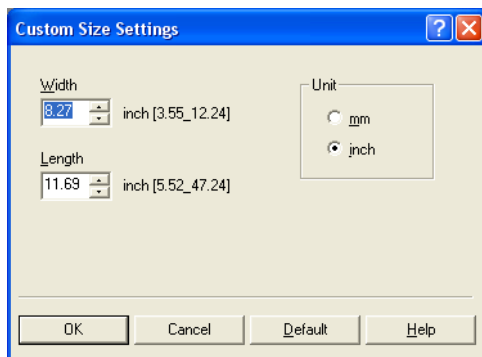 Custom Size Settings
Width
8.27 inch [3.55_12.24]
Length
11.69 inch [5.52_47.24]
Unit
mm
inch
OK Cancel Default Help